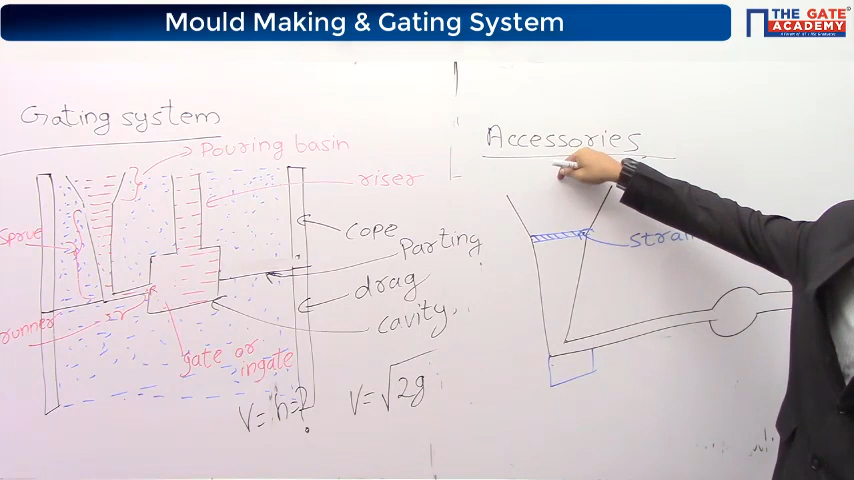 Mould Making & Gating System
THE GATE
ACADEMY
Gating system
Pouring basin
riser
Sprue
cope
Parting
drag
cavity
runner
gate or
ingate
V = h=?
V=√2g
Accessories